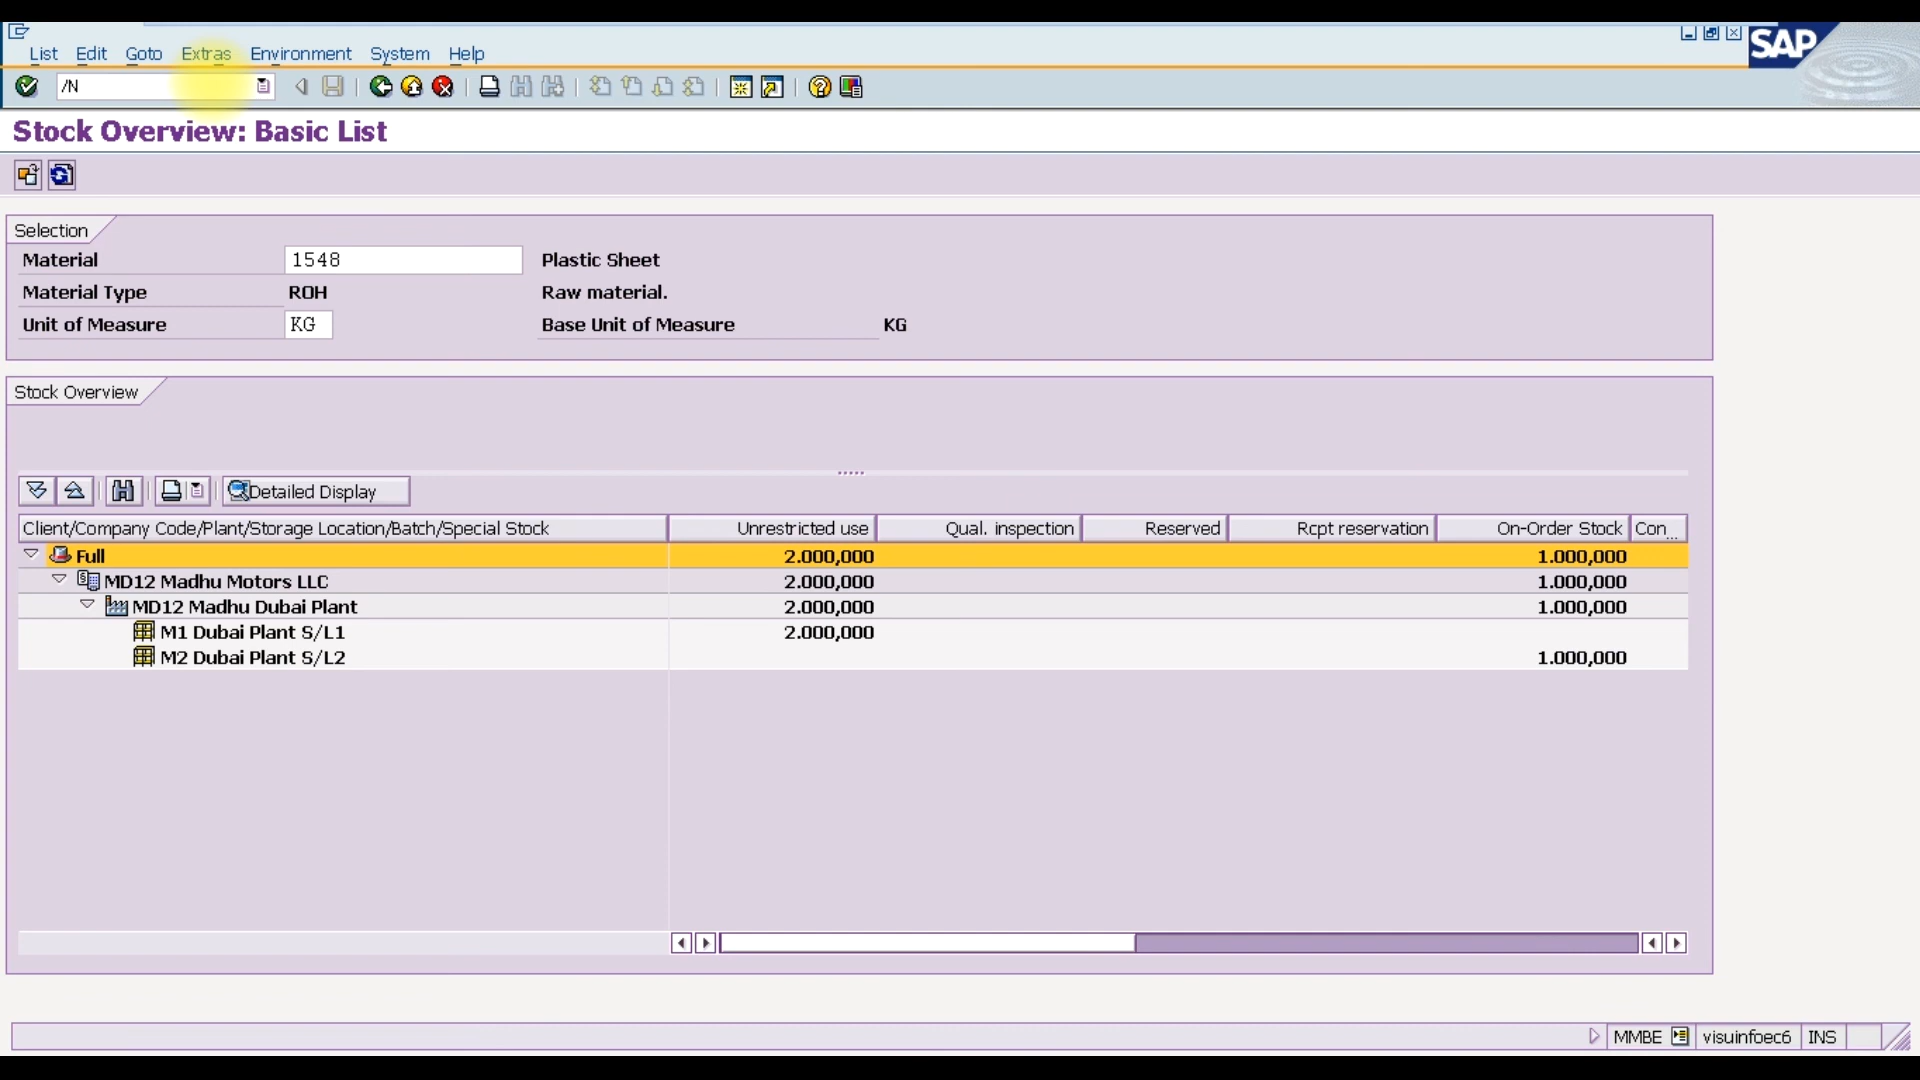 List Edit Goto Extras Environment System Help
SAP
/N
Stock Overview: Basic List
Selection
Material 1548 Plastic Sheet
Material Type ROH Raw material.
Unit of Measure KG Base Unit of Measure KG
Stock Overview
Detailed Display
Client/Company Code/Plant/Storage Location/Batch/Special Stock Unrestricted use Qual. inspection Reserved Rcpt reservation On-Order Stock Con...
Full 2.000,000 1.000,000
MD12 Madhu Motors LLC 2.000,000 1.000,000
MD12 Madhu Dubai Plant 2.000,000 1.000,000
M1 Dubai Plant S/L1 2.000,000
M2 Dubai Plant S/L2 1.000,000
MMBE visuinfoec6 INS